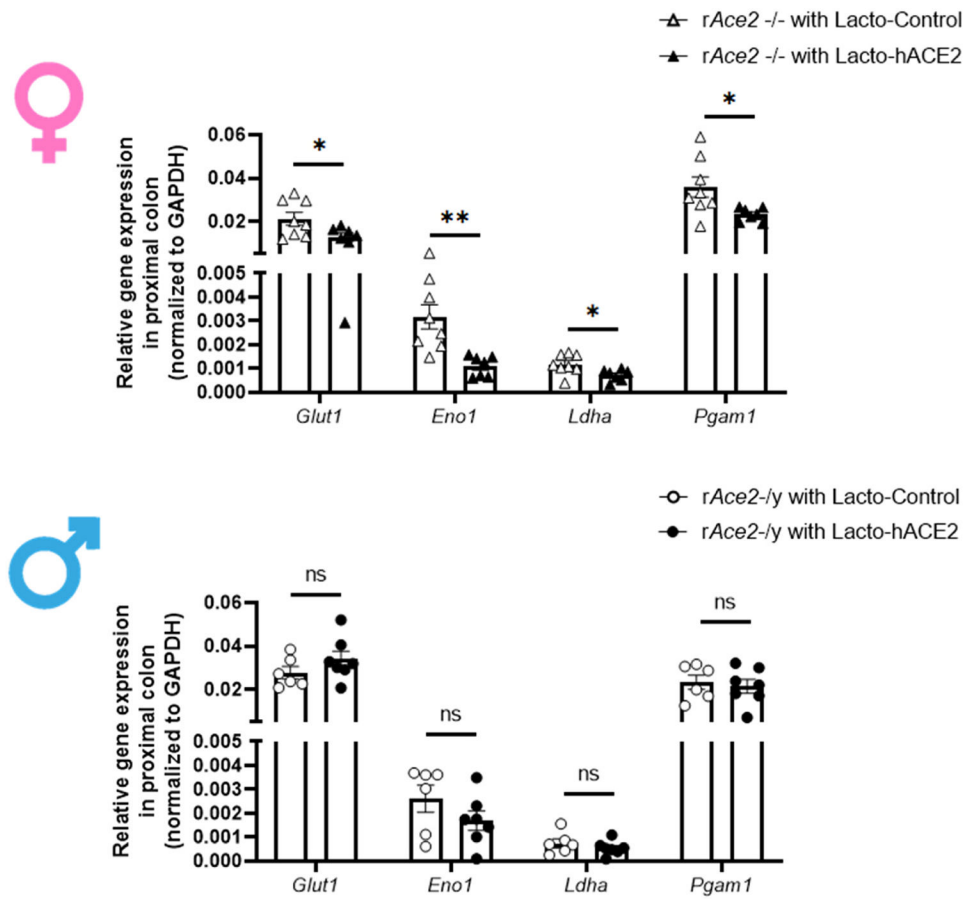 rAce2 -/- with Lacto-Control
rAce2 -/- with Lacto-hACE2
Relative gene expression
in proximal colon
(normalized to GAPDH)
0.06
0.04
0.02
0.005
0.004
0.003
0.002
0.001
0.000
*
**
*
*
Glut1
Eno1
Ldha
Pgam1
rAce2-/y with Lacto-Control
rAce2-/y with Lacto-hACE2
Relative gene expression
in proximal colon
(normalized to GAPDH)
0.06
0.04
0.02
0.005
0.004
0.003
0.002
0.001
0.000
ns
ns
ns
ns
Glut1
Eno1
Ldha
Pgam1